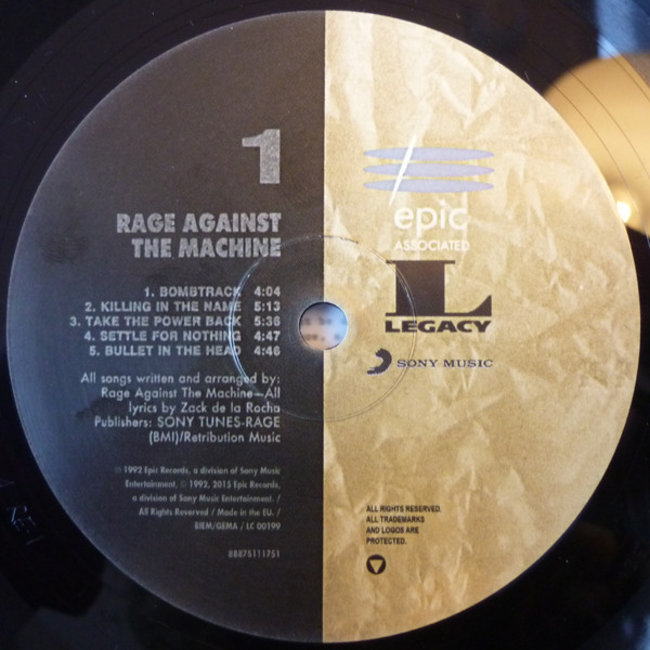 1
RAGE AGAINST
THE MACHINE
1. BOMBTRACK 4:04
2. KILLING IN THE NAME 5:13
3. TAKE THE POWER BACK 5:36
4. SETTLE FOR NOTHING 4:47
5. BULLET IN THE HEAD 4:46
All songs written and arranged by:
Rage Against The Machine—All
lyrics by Zack de la Rocha
Publishers: SONY TUNES-RAGE
(BMI)/Retribution Music
℗ 1992 Epic Records, a division of Sony Music
Entertainment, © 1992, 2015 Epic Records,
a division of Sony Music Entertainment. /
All Rights Reserved / Made in the EU. /
BIEM/GEMA / LC 00199
88875111751
epic
ASSOCIATED
L
LEGACY
SONY MUSIC
ALL RIGHTS RESERVED.
ALL TRADEMARKS
AND LOGOS ARE
PROTECTED.